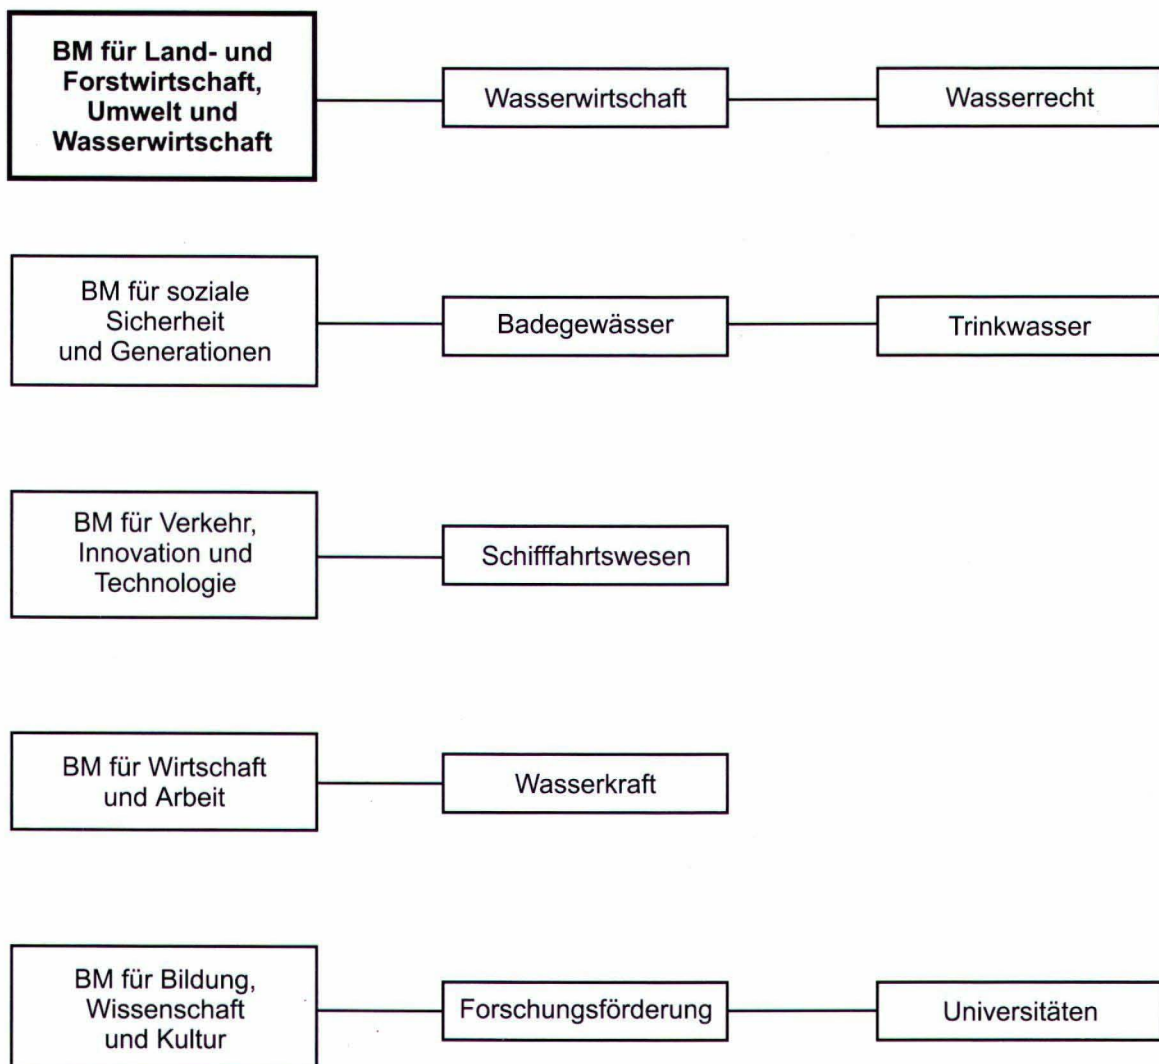 BM für Land- und
Forstwirtschaft,
Umwelt und
Wasserwirtschaft
Wasserwirtschaft
Wasserrecht
BM für soziale
Sicherheit
und Generationen
Badegewässer
Trinkwasser
BM für Verkehr,
Innovation und
Technologie
Schifffahrtswesen
BM für Wirtschaft
und Arbeit
Wasserkraft
BM für Bildung,
Wissenschaft
und Kultur
Forschungsförderung
Universitäten